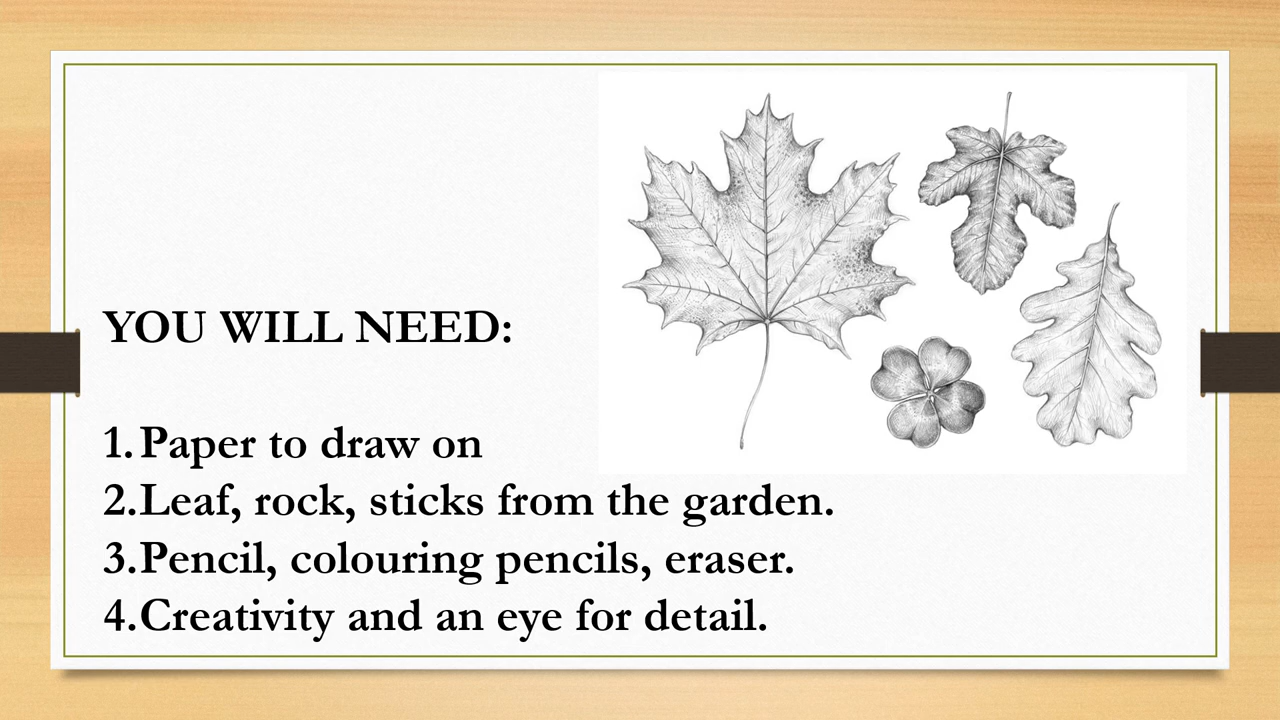 YOU WILL NEED:
1. Paper to draw on
2. Leaf, rock, sticks from the garden.
3. Pencil, colouring pencils, eraser.
4. Creativity and an eye for detail.